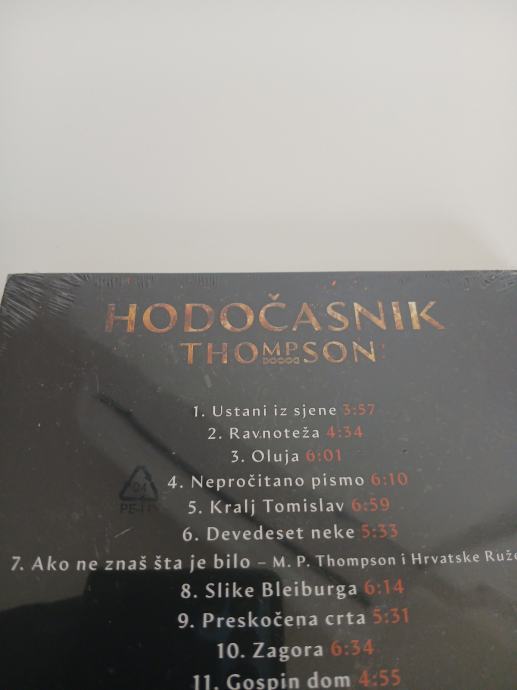 HODOČASNIK
THOMPSON
1. Ustani iz sjene 3:57
2. Ravnoteža 4:34
3. Oluja 6:01
4. Nepročitano pismo 6:10
5. Kralj Tomislav 6:59
6. Devedeset neke 5:33
7. Ako ne znaš šta je bilo – M. P. Thompson i Hrvatske Ruže
8. Slike Bleiburga 6:14
9. Preskočena crta 5:31
10. Zagora 6:34
11. Gospin dom 4:55
04